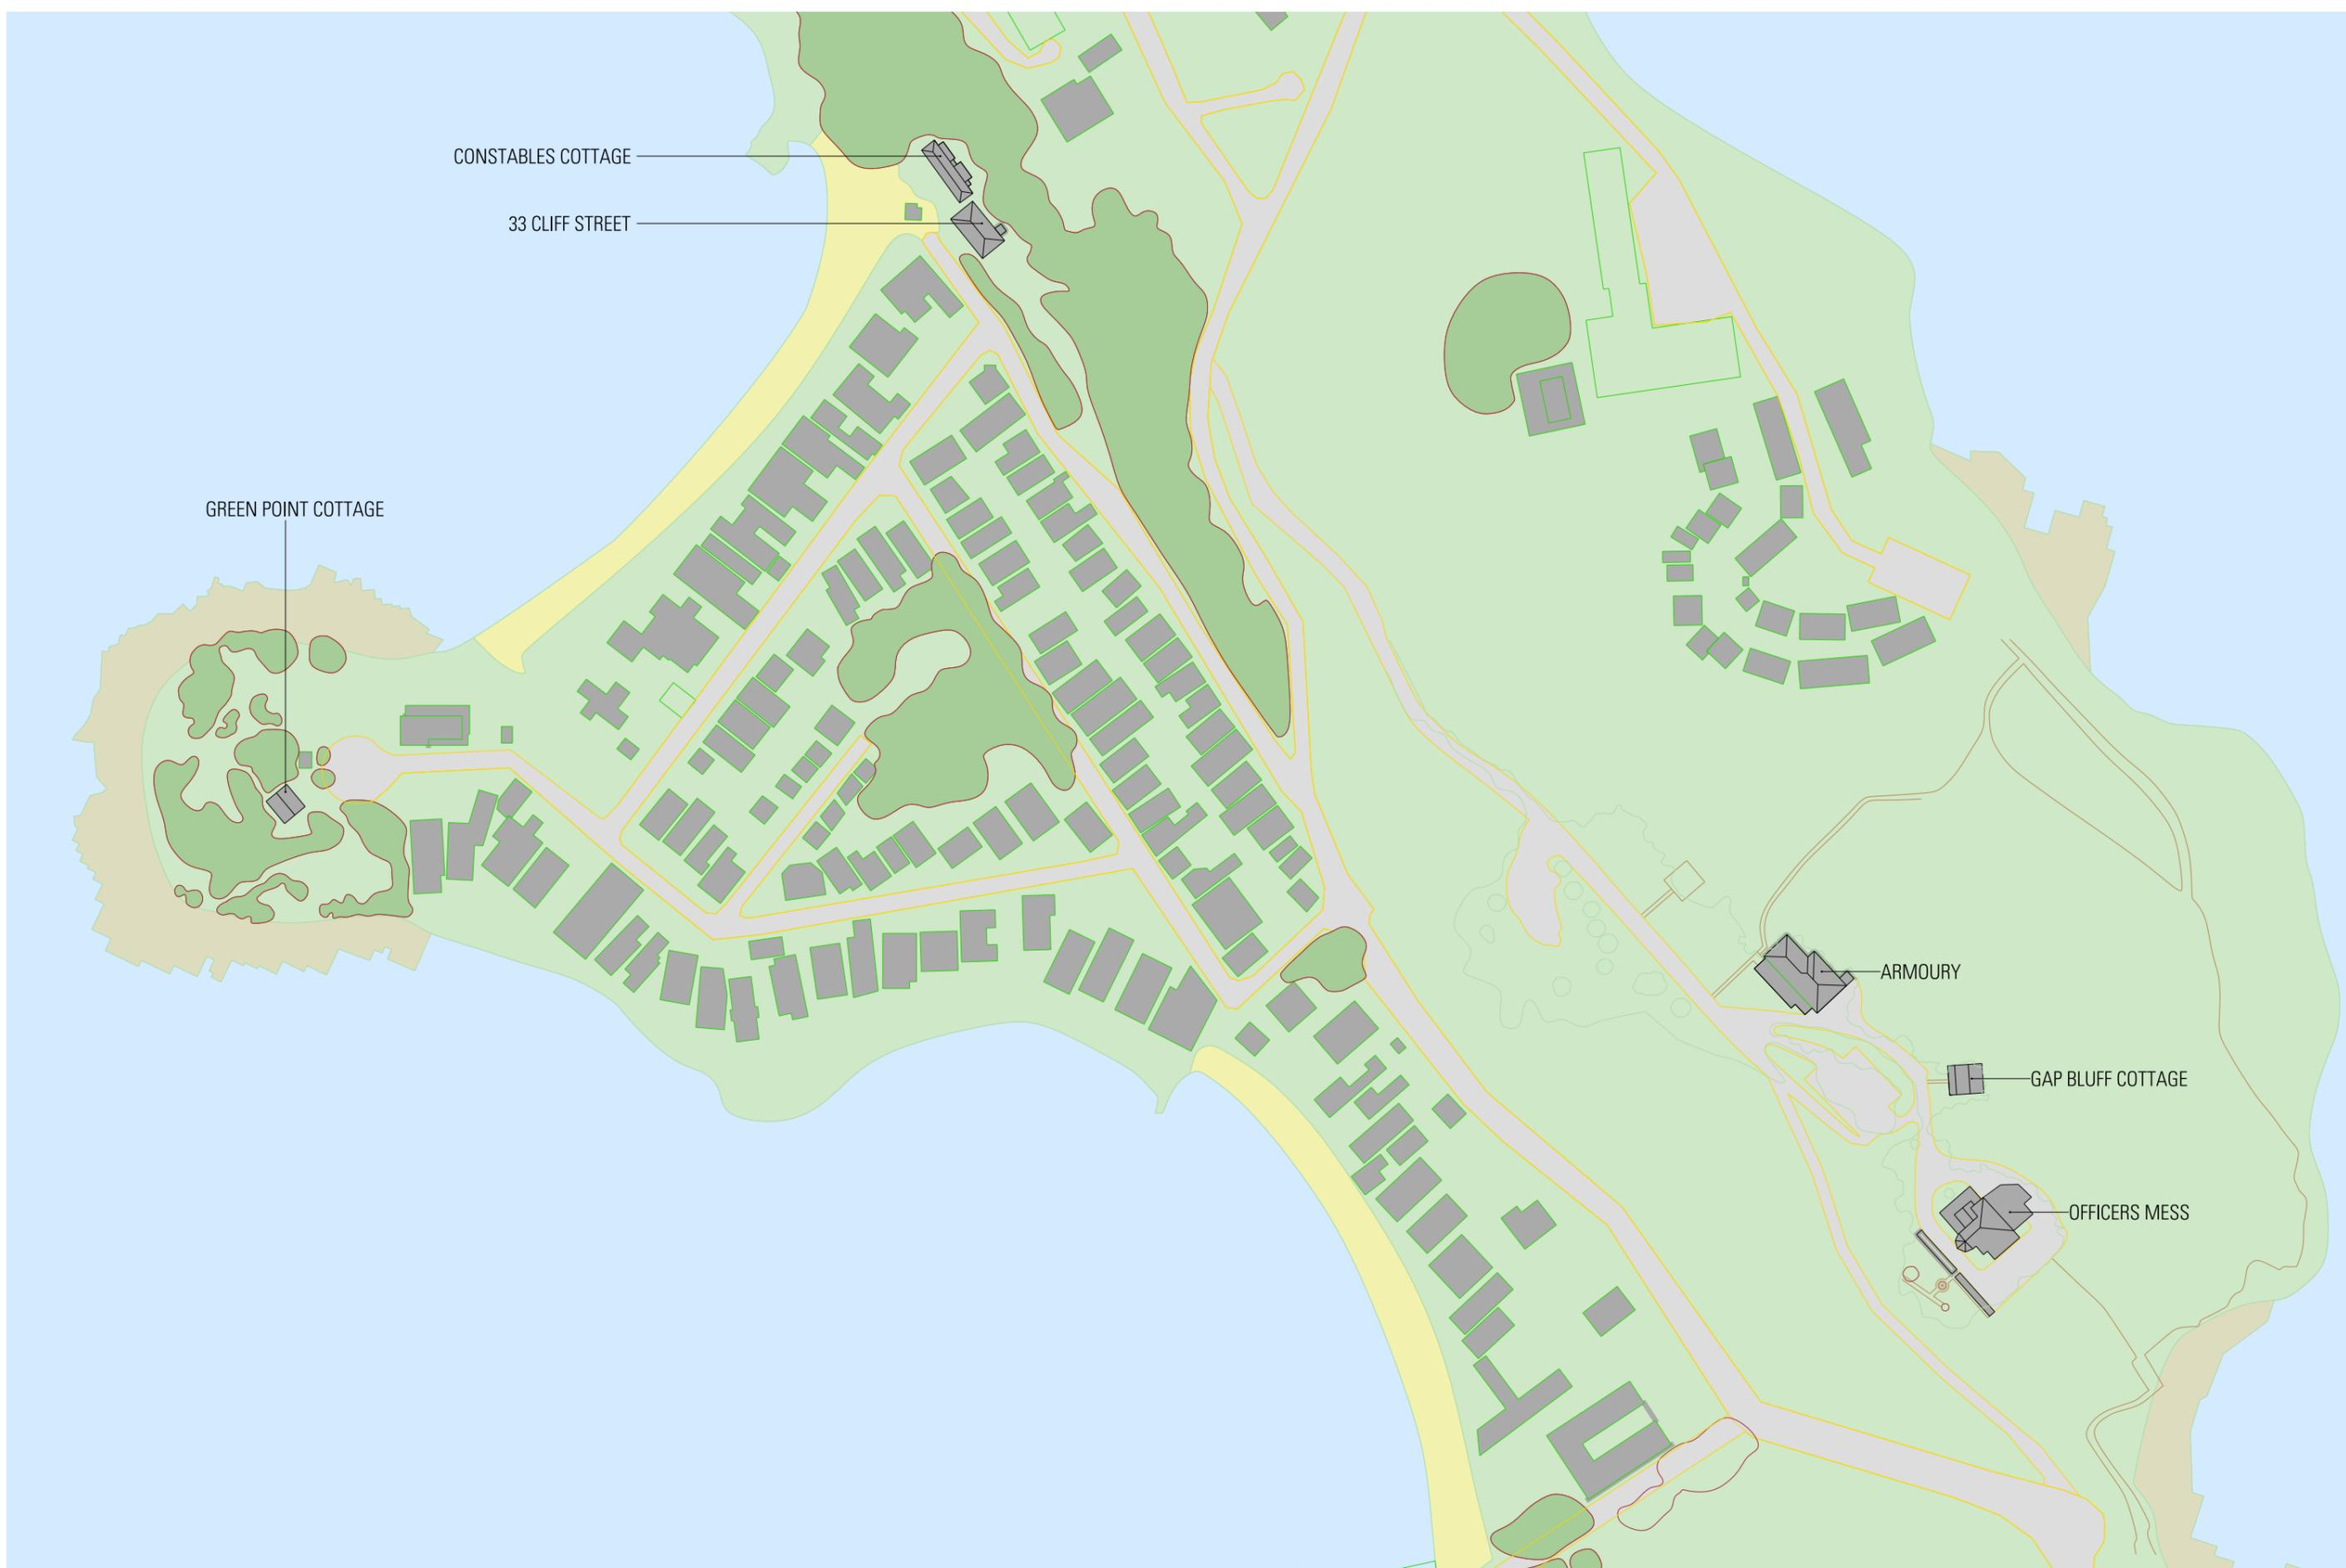 CONSTABLES COTTAGE
33 CLIFF STREET
GREEN POINT COTTAGE
ARMOURY
GAP BLUFF COTTAGE
OFFICERS MESS